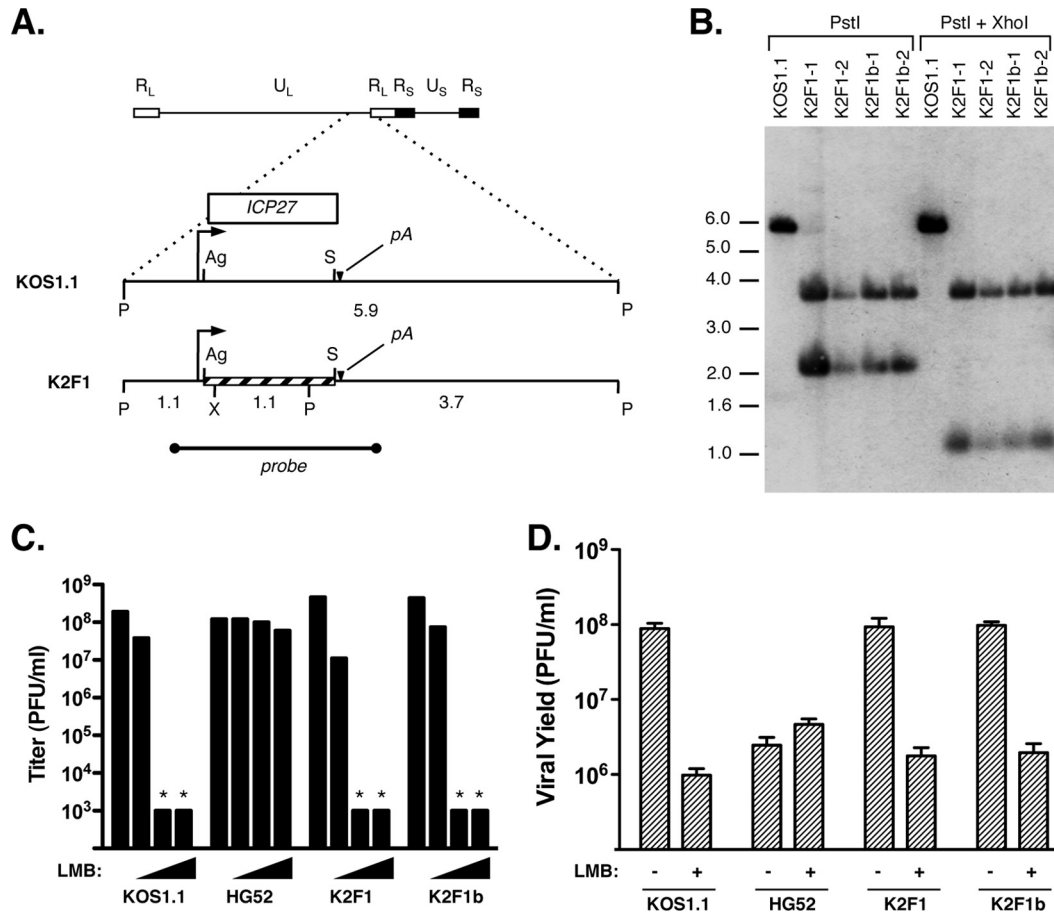 A.
R_L U_L R_L R_S U_S R_S
ICP27
Ag S pA
KOS1.1
P 5.9 P
Ag S pA
K2F1
P 1.1 X 1.1 P 3.7 P
probe
B.
PstI PstI + XhoI
KOS1.1 K2F1-1 K2F1-2 K2F1b-1 K2F1b-2 KOS1.1 K2F1-1 K2F1-2 K2F1b-1 K2F1b-2
6.0
5.0
4.0
3.0
2.0
1.6
1.0
C.
Titer (PFU/ml)
10^9
10^8
10^7
10^6
10^5
10^4
10^3
* * * * * *
LMB:
KOS1.1 HG52 K2F1 K2F1b
D.
Viral Yield (PFU/ml)
10^9
10^8
10^7
10^6
LMB: - + - + - + - +
KOS1.1 HG52 K2F1 K2F1b